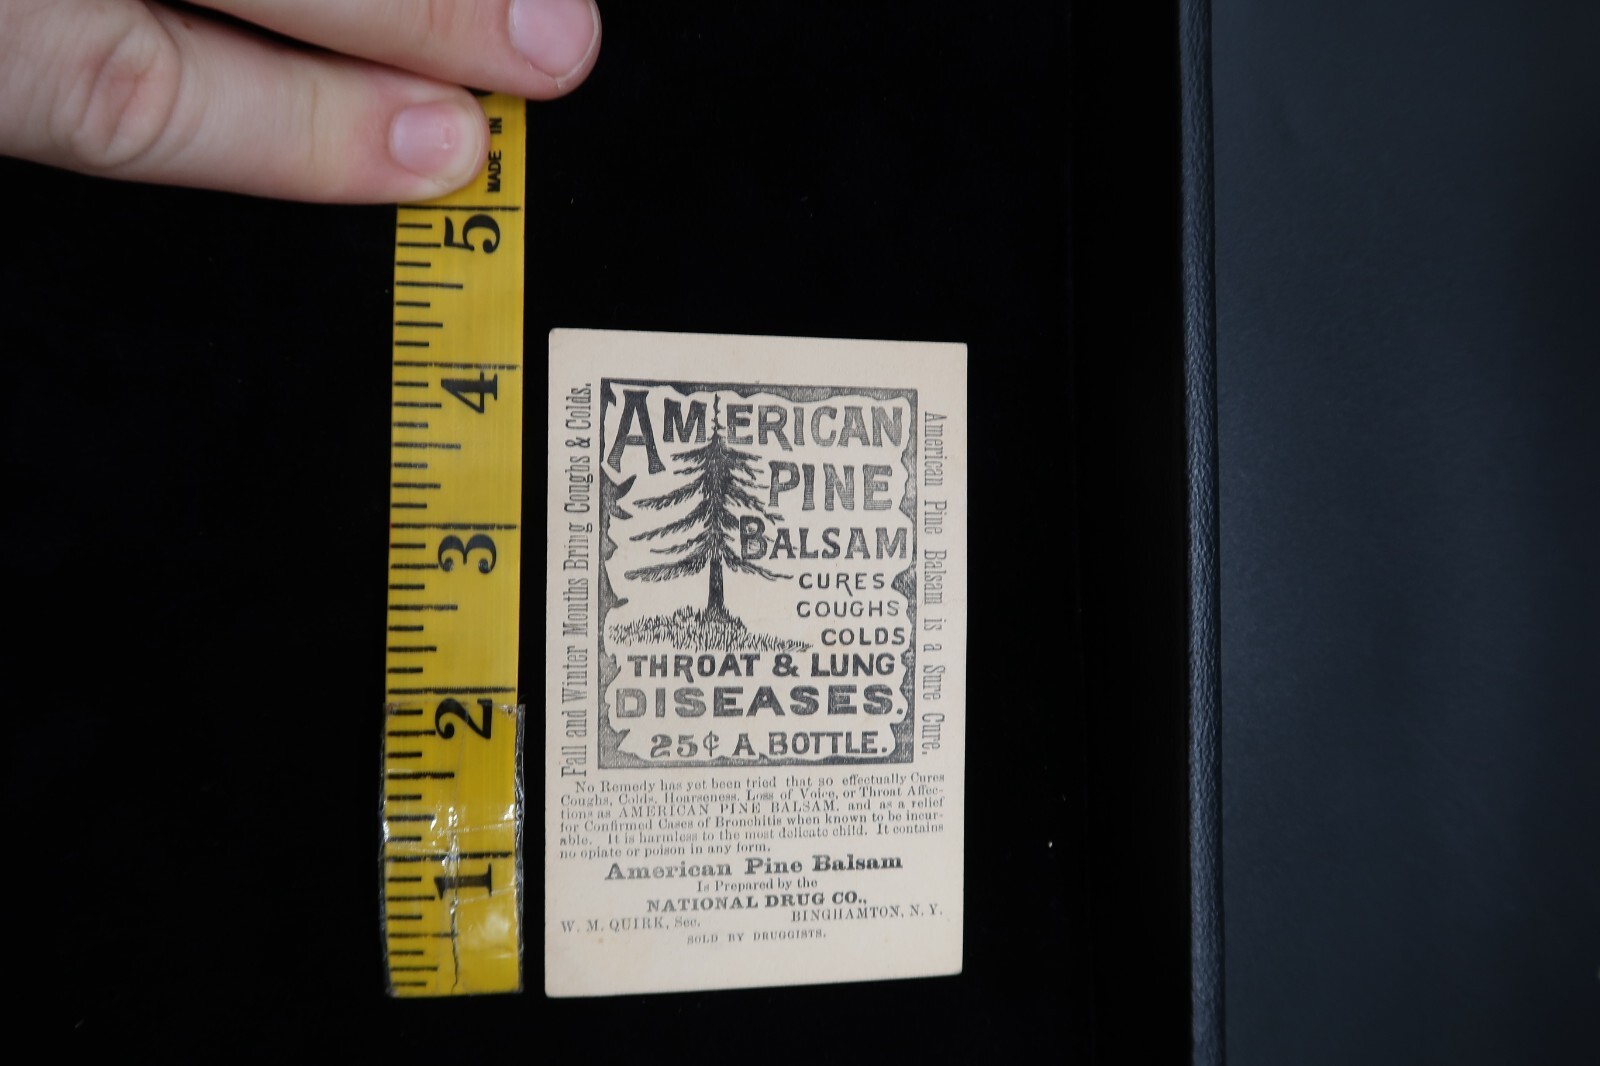 MADE IN
5
4
3
2
1
Fall and Winter Months Bring Coughs & Colds.
AMERICAN
PINE
BALSAM
CURES
COUGHS
COLDS
THROAT & LUNG
DISEASES.
25¢ A BOTTLE.
American Pine Balsam is a Sure Cure.
No Remedy has yet been tried that so effectually Cures
Coughs, Colds, Hoarseness, Loss of Voice, or Throat Affec-
tions as AMERICAN PINE BALSAM, and as a relief
for Confirmed Cases of Bronchitis when known to be incur-
able. It is harmless to the most delicate child. It contains
no opiate or poison in any form.
American Pine Balsam
Is Prepared by the
NATIONAL DRUG CO.,
W. M. QUIRK, Sec. BINGHAMTON, N. Y.
SOLD BY DRUGGISTS.